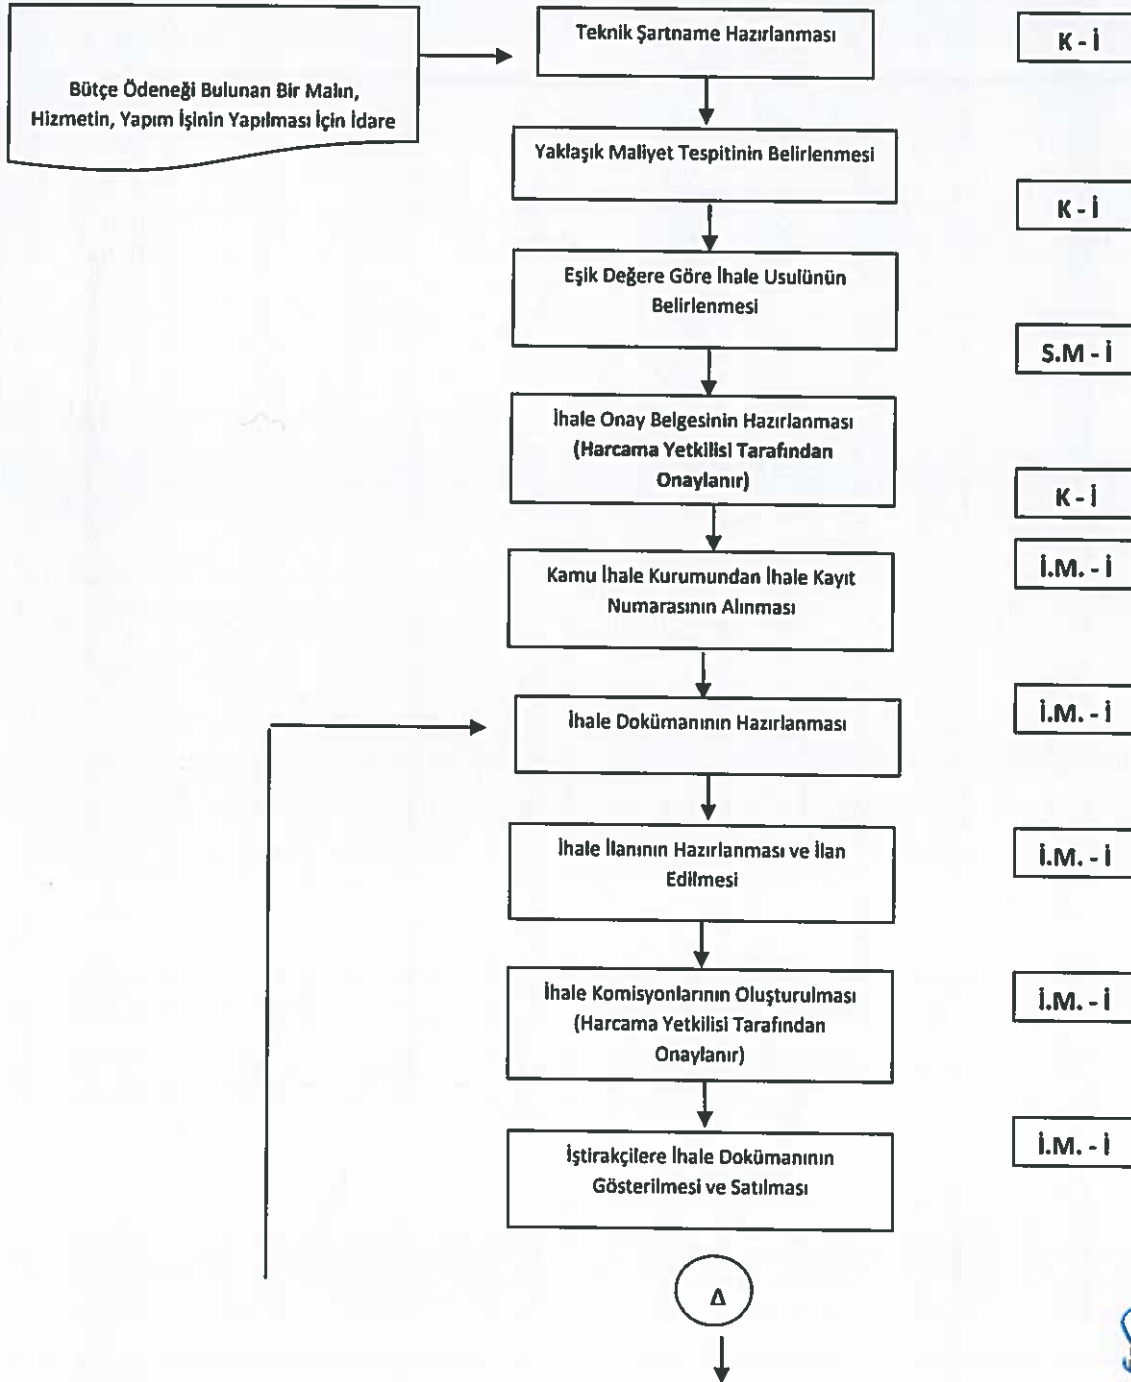 Bütçe Ödeneği Bulunan Bir Malın,
Hizmetin, Yapım İşinin Yapılması İçin İdare
Teknik Şartname Hazırlanması
K - İ
Yaklaşık Maliyet Tespitinin Belirlenmesi
K - İ
Eşik Değere Göre İhale Usulünün
Belirlenmesi
S.M - İ
İhale Onay Belgesinin Hazırlanması
(Harcama Yetkilisi Tarafından
Onaylanır)
K - İ
Kamu İhale Kurumundan İhale Kayıt
Numarasının Alınması
İ.M. - İ
İhale Dokümanının Hazırlanması
İ.M. - İ
İhale İlanının Hazırlanması ve İlan
Edilmesi
İ.M. - İ
İhale Komisyonlarının Oluşturulması
(Harcama Yetkilisi Tarafından
Onaylanır)
İ.M. - İ
İştirakçilere İhale Dokümanının
Gösterilmesi ve Satılması
İ.M. - İ
Δ